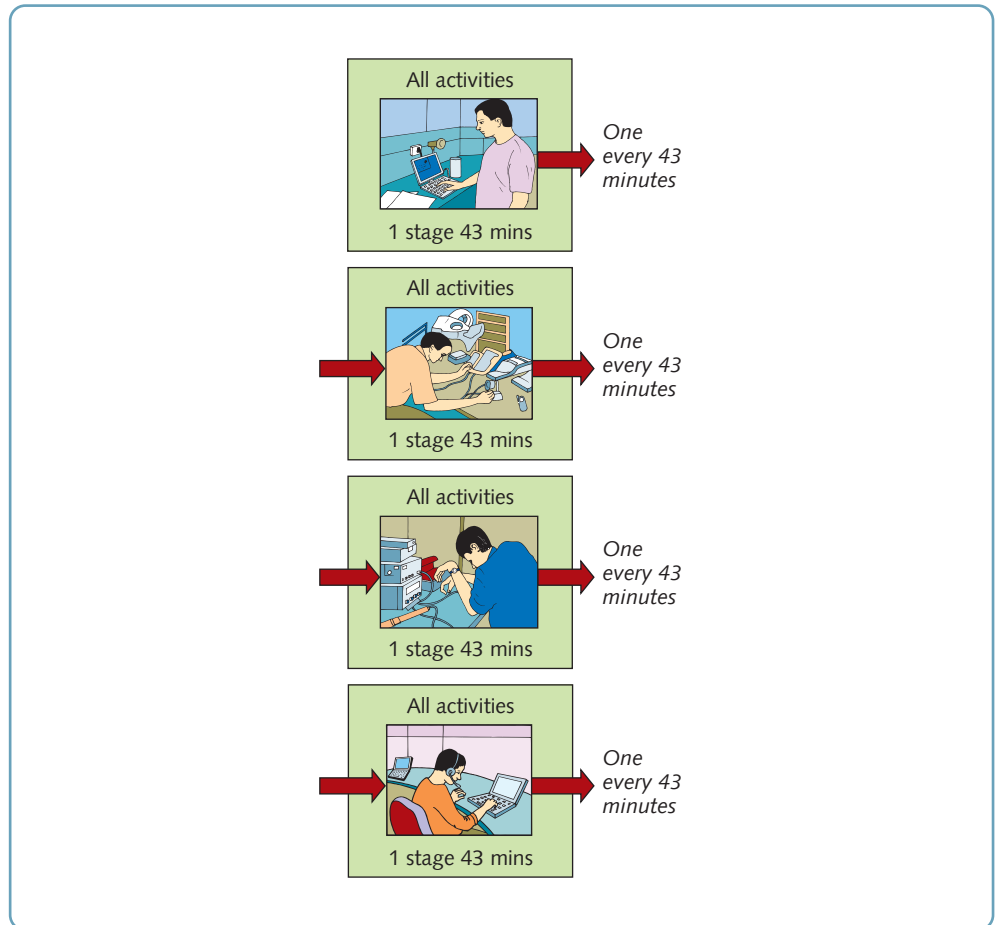 All activities
One
every 43
minutes
1 stage 43 mins
All activities
One
every 43
minutes
1 stage 43 mins
All activities
One
every 43
minutes
1 stage 43 mins
All activities
One
every 43
minutes
1 stage 43 mins